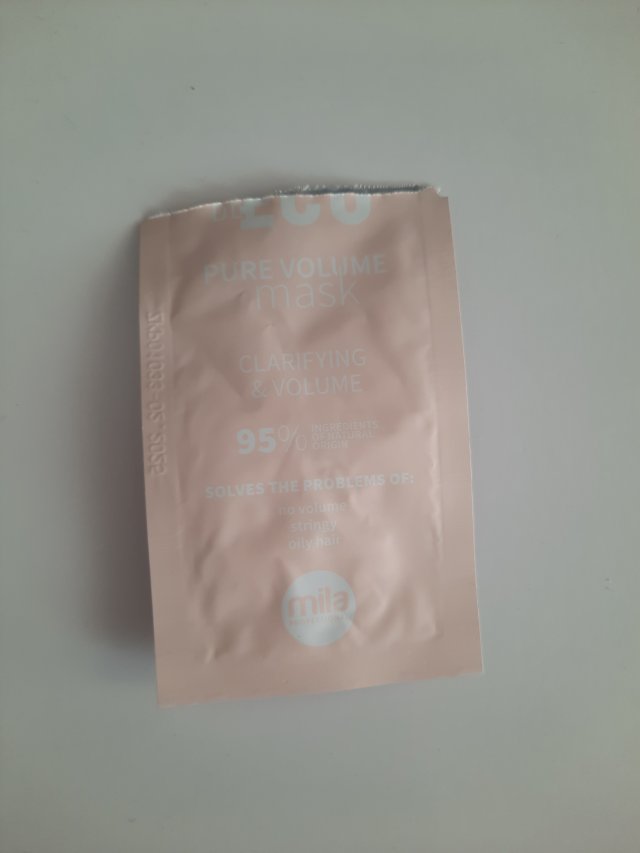 ECO
PURE VOLUME
mask
CLARIFYING
& VOLUME
95% INGREDIENTS
OF NATURAL
ORIGIN
SOLVES THE PROBLEMS OF:
no volume
stringy
oily hair
mila
PROFESSIONAL